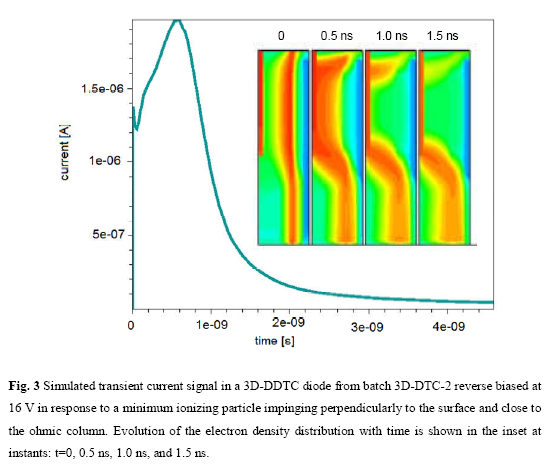 0 0.5 ns 1.0 ns 1.5 ns
1.5e-06
1e-06
5e-07
current [A]
0 1e-09 2e-09 3e-09 4e-09
time [s]
Fig. 3 Simulated transient current signal in a 3D-DDTC diode from batch 3D-DTC-2 reverse biased at
16 V in response to a minimum ionizing particle impinging perpendicularly to the surface and close to
the ohmic column. Evolution of the electron density distribution with time is shown in the inset at
instants: t=0, 0.5 ns, 1.0 ns, and 1.5 ns.